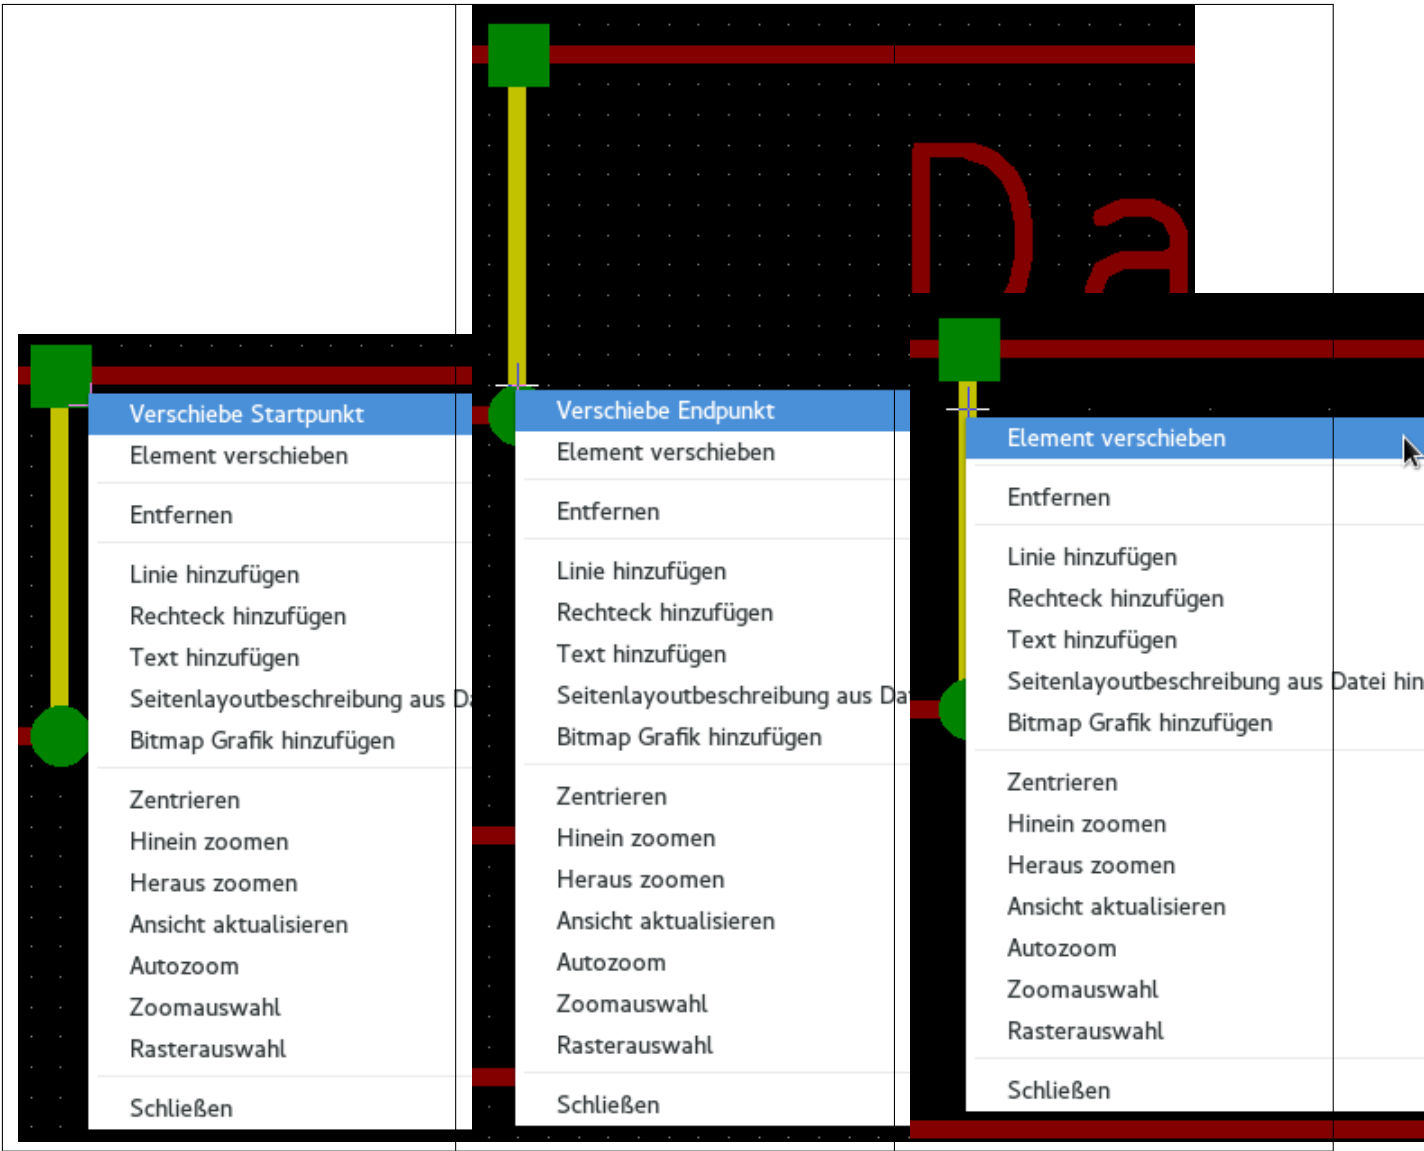 Da
Verschiebe Startpunkt
Element verschieben
Entfernen
Linie hinzufügen
Rechteck hinzufügen
Text hinzufügen
Seitenlayoutbeschreibung aus Da
Bitmap Grafik hinzufügen
Zentrieren
Hinein zoomen
Heraus zoomen
Ansicht aktualisieren
Autozoom
Zoomauswahl
Rasterauswahl
Schließen
Verschiebe Endpunkt
Element verschieben
Entfernen
Linie hinzufügen
Rechteck hinzufügen
Text hinzufügen
Seitenlayoutbeschreibung aus Dat
Bitmap Grafik hinzufügen
Zentrieren
Hinein zoomen
Heraus zoomen
Ansicht aktualisieren
Autozoom
Zoomauswahl
Rasterauswahl
Schließen
Element verschieben
Entfernen
Linie hinzufügen
Rechteck hinzufügen
Text hinzufügen
Seitenlayoutbeschreibung aus Datei hin
Bitmap Grafik hinzufügen
Zentrieren
Hinein zoomen
Heraus zoomen
Ansicht aktualisieren
Autozoom
Zoomauswahl
Rasterauswahl
Schließen